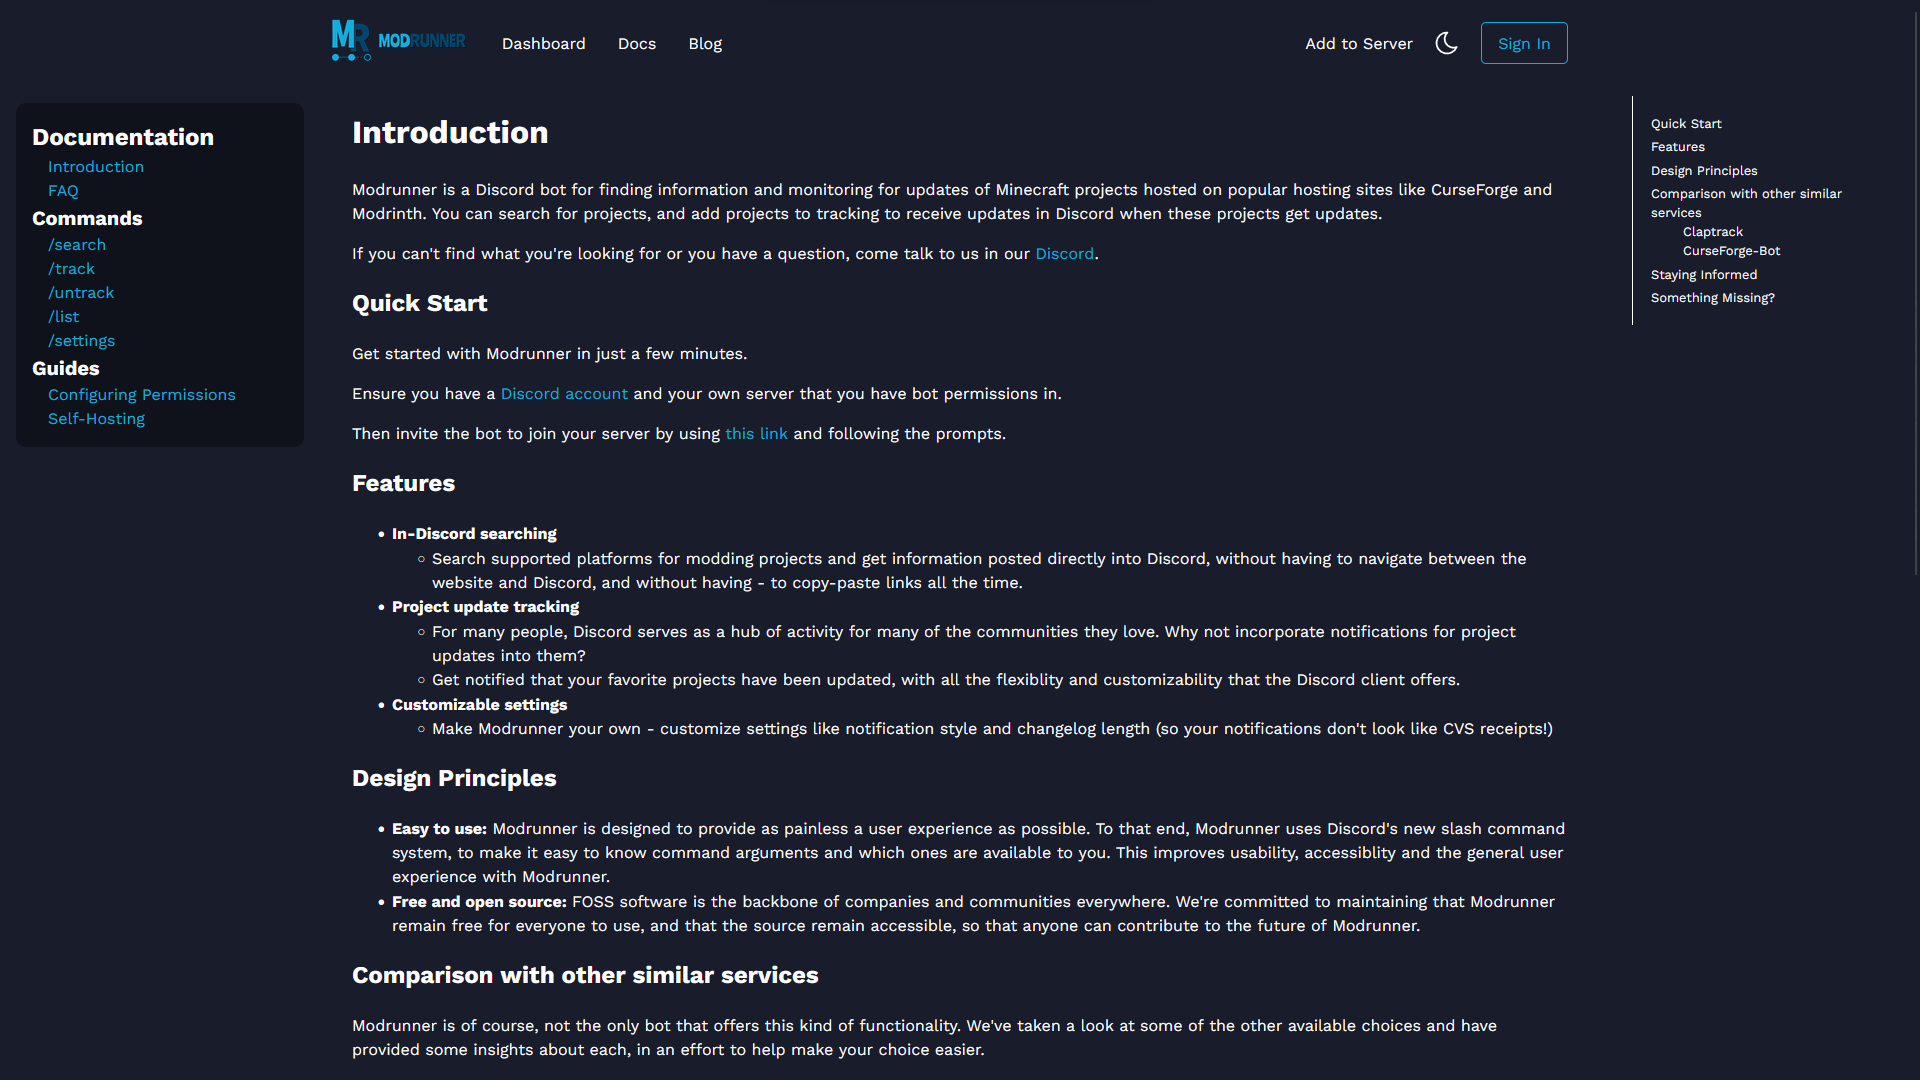 MR MODRUNNER
Dashboard
Docs
Blog
Add to Server
Sign In
Documentation
Introduction
FAQ
Commands
/search
/track
/untrack
/list
/settings
Guides
Configuring Permissions
Self-Hosting
Introduction
Modrunner is a Discord bot for finding information and monitoring for updates of Minecraft projects hosted on popular hosting sites like CurseForge and
Modrinth. You can search for projects, and add projects to tracking to receive updates in Discord when these projects get updates.
If you can't find what you're looking for or you have a question, come talk to us in our Discord.
Quick Start
Get started with Modrunner in just a few minutes.
Ensure you have a Discord account and your own server that you have bot permissions in.
Then invite the bot to join your server by using this link and following the prompts.
Features
• In-Discord searching
○ Search supported platforms for modding projects and get information posted directly into Discord, without having to navigate between the
website and Discord, and without having - to copy-paste links all the time.
• Project update tracking
○ For many people, Discord serves as a hub of activity for many of the communities they love. Why not incorporate notifications for project
updates into them?
○ Get notified that your favorite projects have been updated, with all the flexiblity and customizability that the Discord client offers.
• Customizable settings
○ Make Modrunner your own - customize settings like notification style and changelog length (so your notifications don't look like CVS receipts!)
Design Principles
• Easy to use: Modrunner is designed to provide as painless a user experience as possible. To that end, Modrunner uses Discord's new slash command
system, to make it easy to know command arguments and which ones are available to you. This improves usability, accessiblity and the general user
experience with Modrunner.
• Free and open source: FOSS software is the backbone of companies and communities everywhere. We're committed to maintaining that Modrunner
remain free for everyone to use, and that the source remain accessible, so that anyone can contribute to the future of Modrunner.
Comparison with other similar services
Modrunner is of course, not the only bot that offers this kind of functionality. We've taken a look at some of the other available choices and have
provided some insights about each, in an effort to help make your choice easier.
Quick Start
Features
Design Principles
Comparison with other similar
services
Claptrack
CurseForge-Bot
Staying Informed
Something Missing?